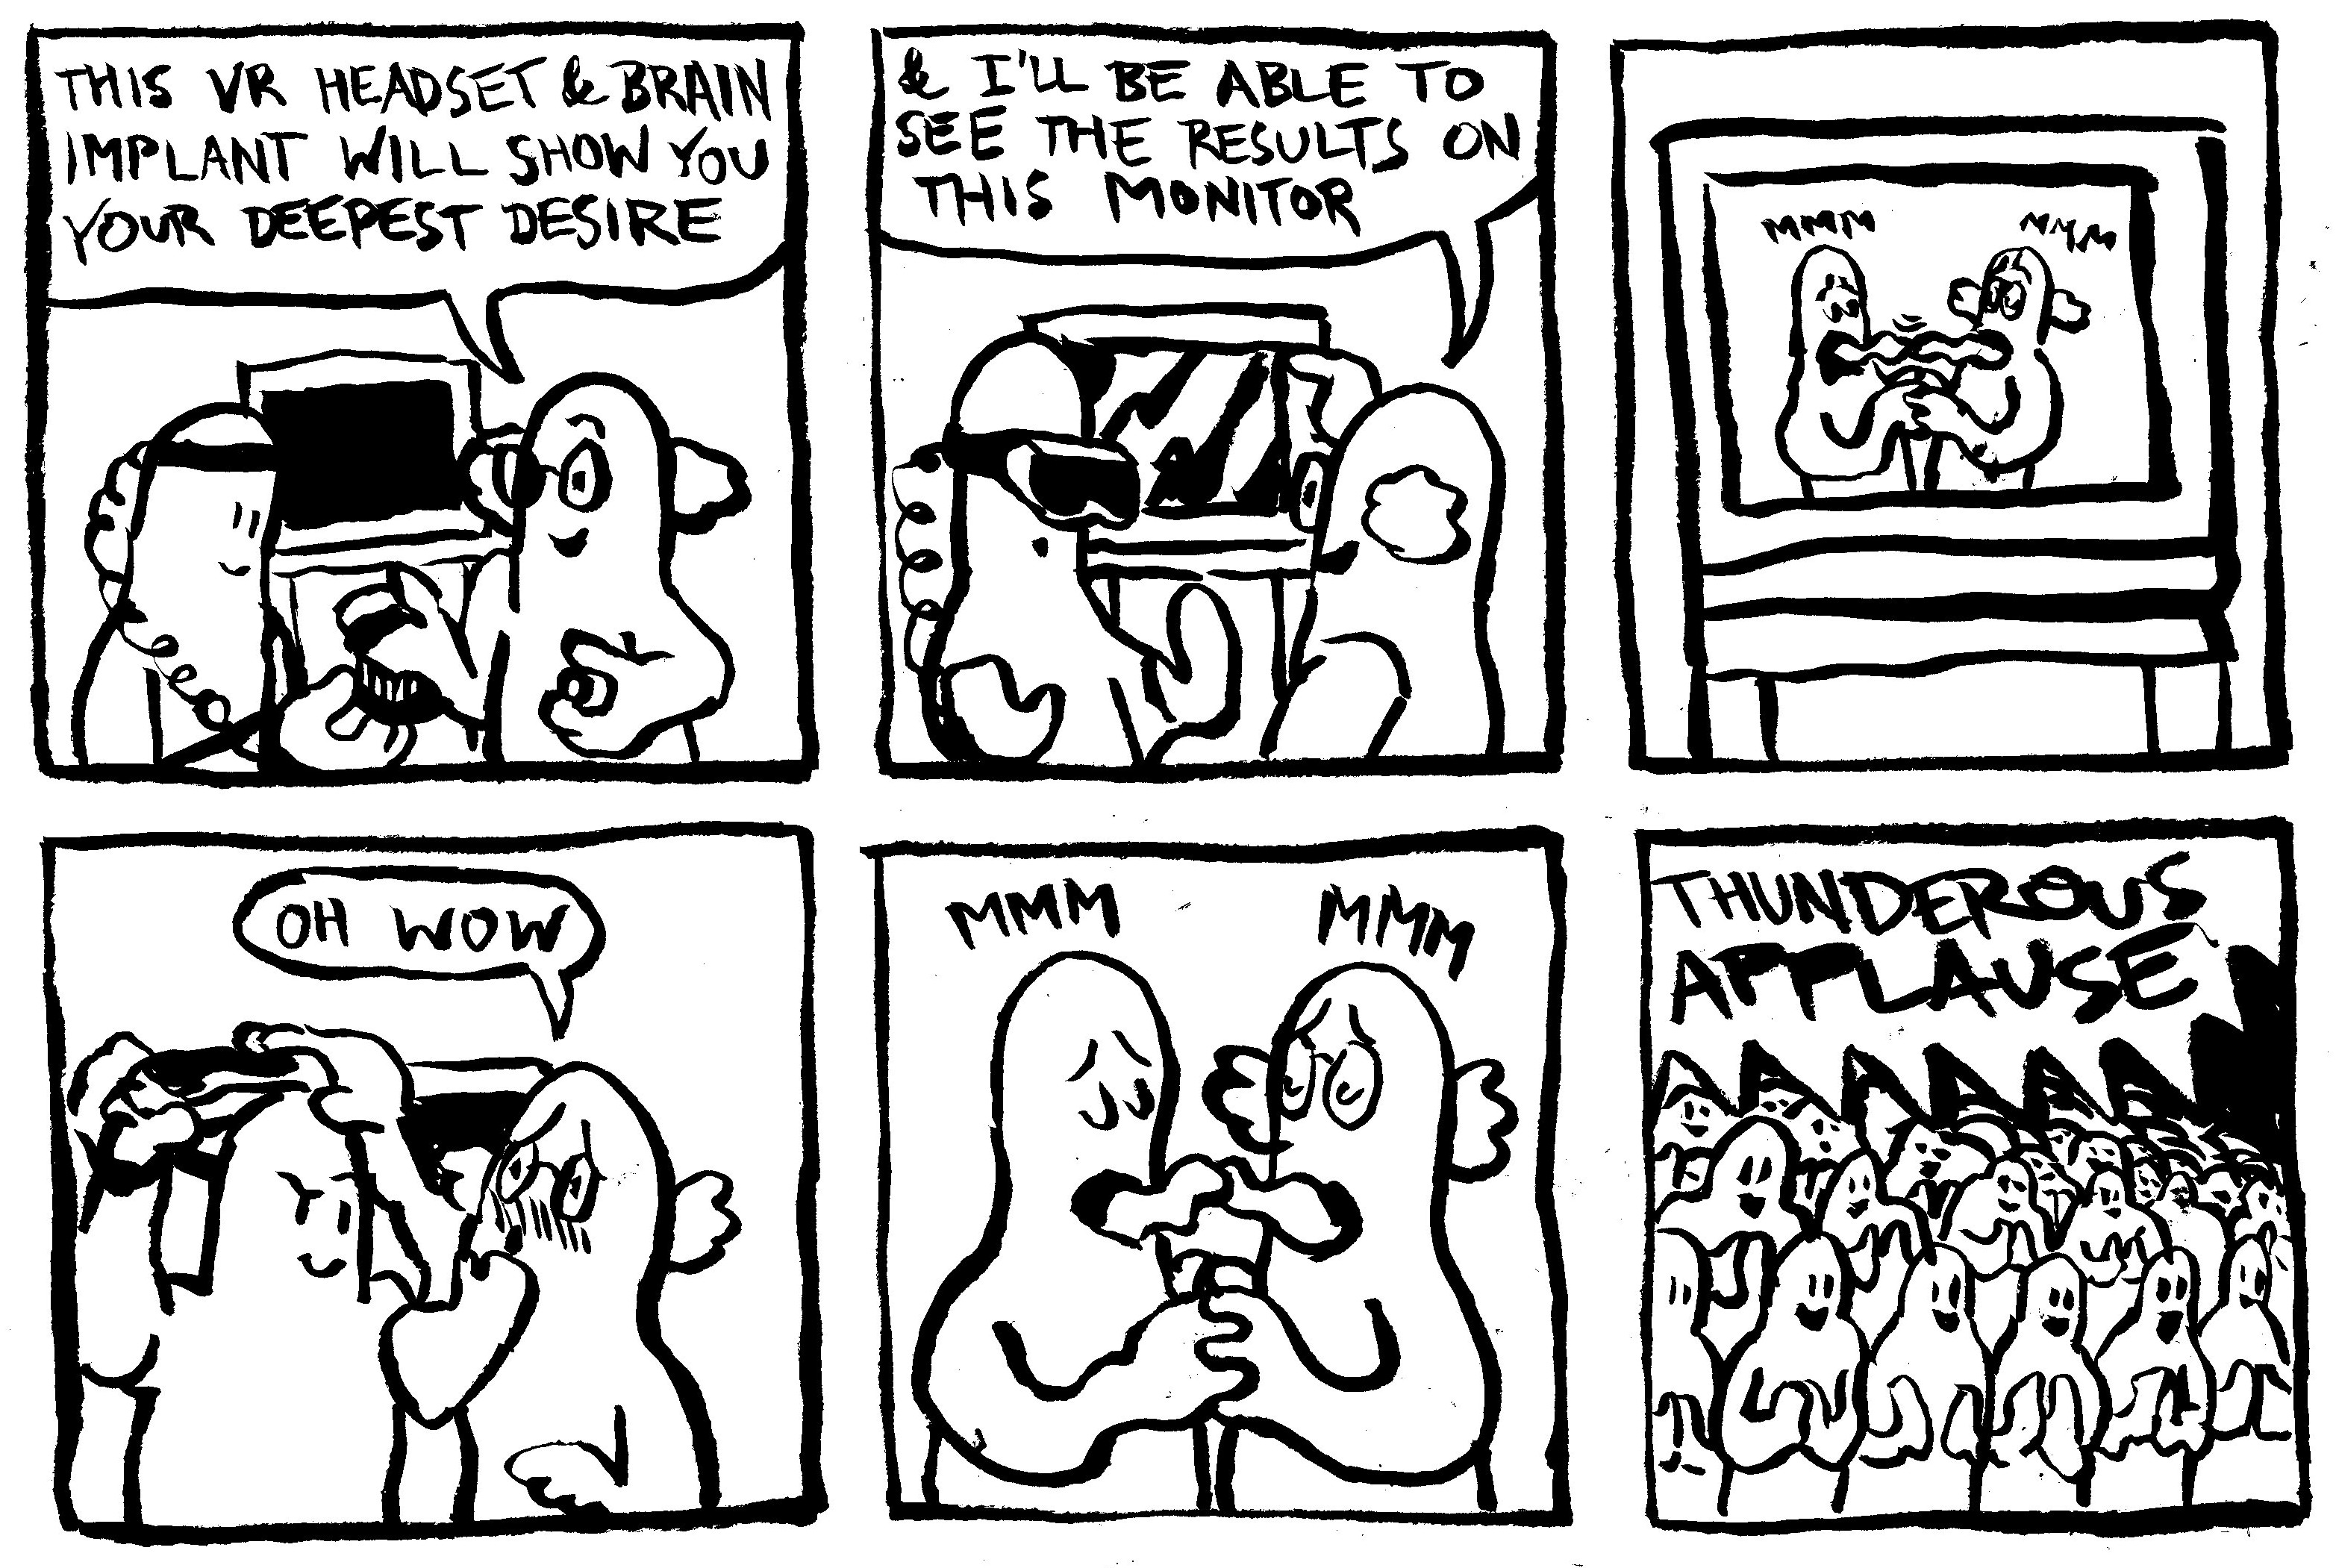 THIS VR HEADSET & BRAIN
IMPLANT WILL SHOW YOU
YOUR DEEPEST DESIRE
& I'LL BE ABLE TO
SEE THE RESULTS ON
THIS MONITOR
MMM
MMM
OH WOW
MMM
MMM
THUNDEROUS
APPLAUSE